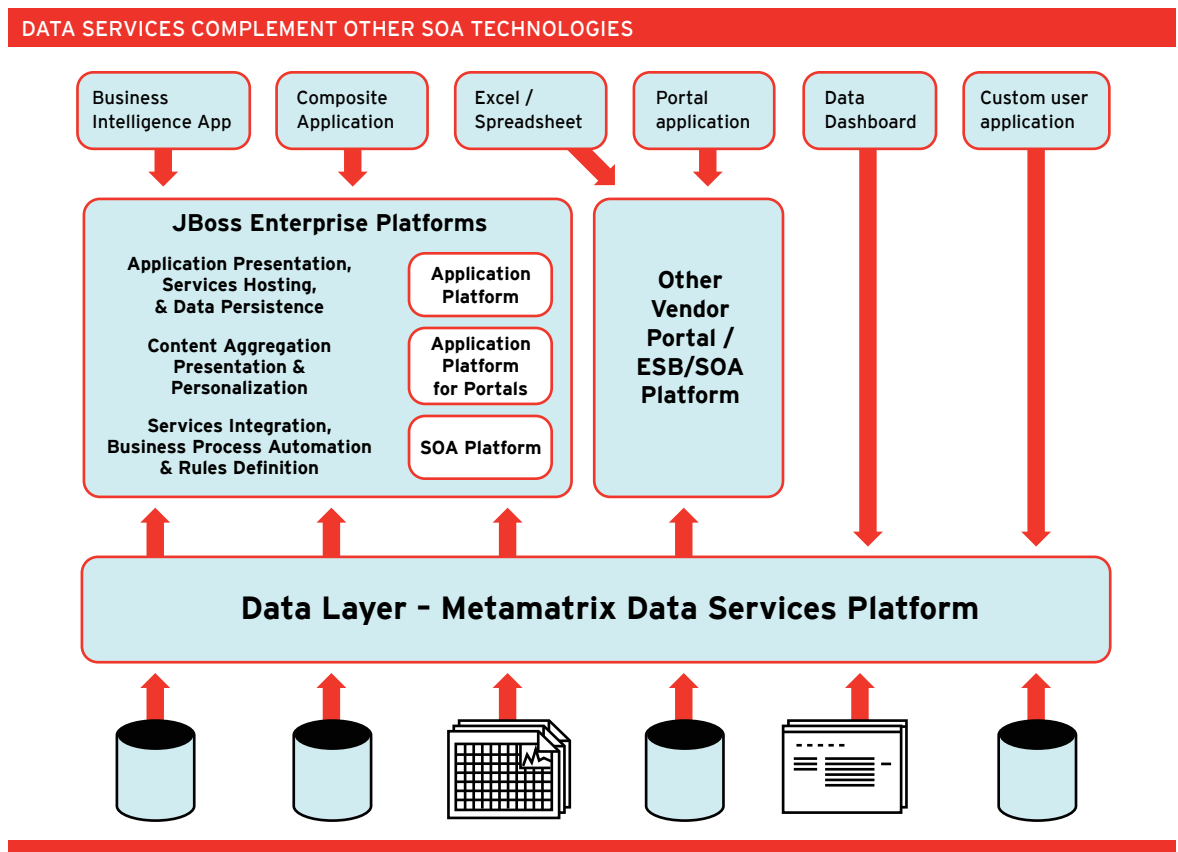 DATA SERVICES COMPLEMENT OTHER SOA TECHNOLOGIES
Business
Intelligence App
Composite
Application
Excel /
Spreadsheet
Portal
application
Data
Dashboard
Custom user
application
JBoss Enterprise Platforms
Application Presentation,
Services Hosting,
& Data Persistence
Application
Platform
Content Aggregation
Presentation &
Personalization
Application
Platform
for Portals
Services Integration,
Business Process Automation
& Rules Definition
SOA Platform
Other
Vendor
Portal /
ESB/SOA
Platform
Data Layer – Metamatrix Data Services Platform